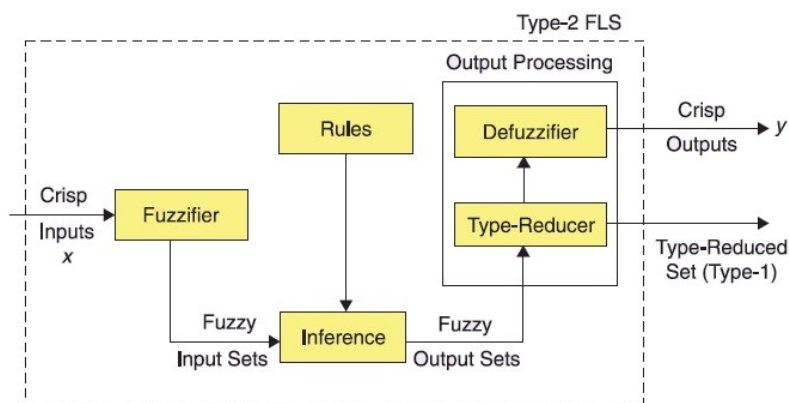 Type-2 FLS
Output Processing
Rules
Defuzzifier
Crisp
Outputs
y
Crisp
Inputs
x
Fuzzifier
Type-Reducer
Type-Reduced
Set (Type-1)
Fuzzy
Input Sets
Inference
Fuzzy
Output Sets